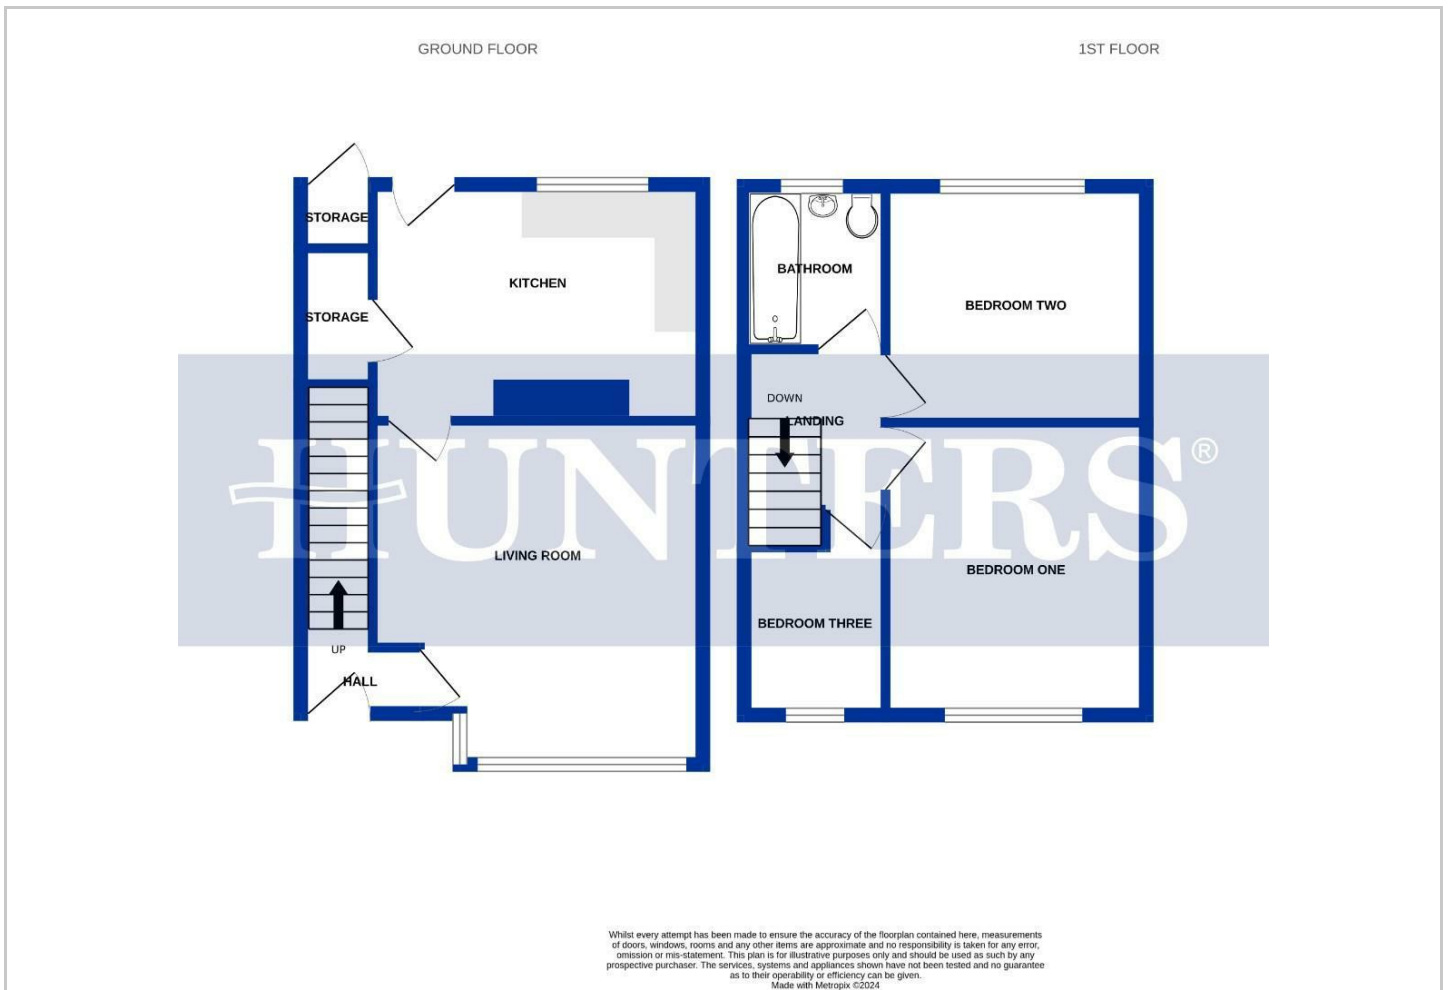 GROUND FLOOR
1ST FLOOR
STORAGE
STORAGE
KITCHEN
LIVING ROOM
UP
HALL
BATHROOM
BEDROOM TWO
DOWN
LANDING
BEDROOM ONE
BEDROOM THREE
HUNTERS®
Whilst every attempt has been made to ensure the accuracy of the floorplan contained here, measurements
of doors, windows, rooms and any other items are approximate and no responsibility is taken for any error,
omission or mis-statement. This plan is for illustrative purposes only and should be used as such by any
prospective purchaser. The services, systems and appliances shown have not been tested and no guarantee
as to their operability or efficiency can be given.
Made with Metropix ©2024